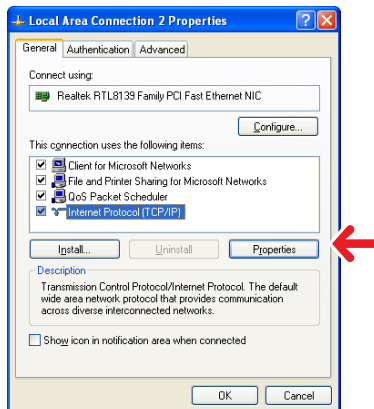 Local Area Connection 2 Properties
General Authentication Advanced
Connect using:
Realtek RTL8139 Family PCI Fast Ethernet NIC
Configure...
This connection uses the following items:
Client for Microsoft Networks
File and Printer Sharing for Microsoft Networks
QoS Packet Scheduler
Internet Protocol (TCP/IP)
Install... Uninstall Properties
Description
Transmission Control Protocol/Internet Protocol. The default
wide area network protocol that provides communication
across diverse interconnected networks.
Show icon in notification area when connected
OK Cancel